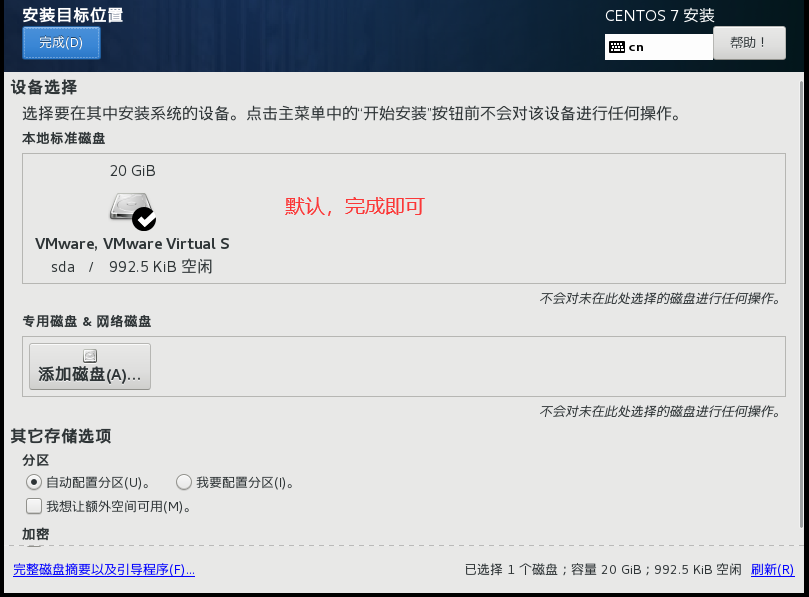 安装目标位置
CENTOS 7 安装
完成(D)
cn
帮助！
设备选择
选择要在其中安装系统的设备。点击主菜单中的“开始安装”按钮前不会对该设备进行任何操作。
本地标准磁盘
20 GiB
默认，完成即可
VMware, VMware Virtual S
sda / 992.5 KiB 空闲
不会对未在此处选择的磁盘进行任何操作。
专用磁盘 & 网络磁盘
添加磁盘(A)...
不会对未在此处选择的磁盘进行任何操作。
其它存储选项
分区
自动配置分区(U)。 我要配置分区(I)。
我想让额外空间可用(M)。
加密
完整磁盘摘要以及引导程序(F)... 已选择 1 个磁盘；容量 20 GiB；992.5 KiB 空闲 刷新(R)